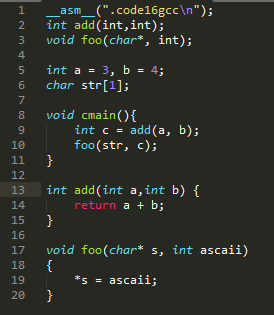 1 __asm__(".code16gcc\n");
2 int add(int,int);
3 void foo(char*, int);
4
5 int a = 3, b = 4;
6 char str[1];
7
8 void cmain(){
9     int c = add(a, b);
10     foo(str, c);
11 }
12
13 int add(int a,int b) {
14     return a + b;
15 }
16
17 void foo(char* s, int ascaii)
18 {
19     *s = ascaii;
20 }